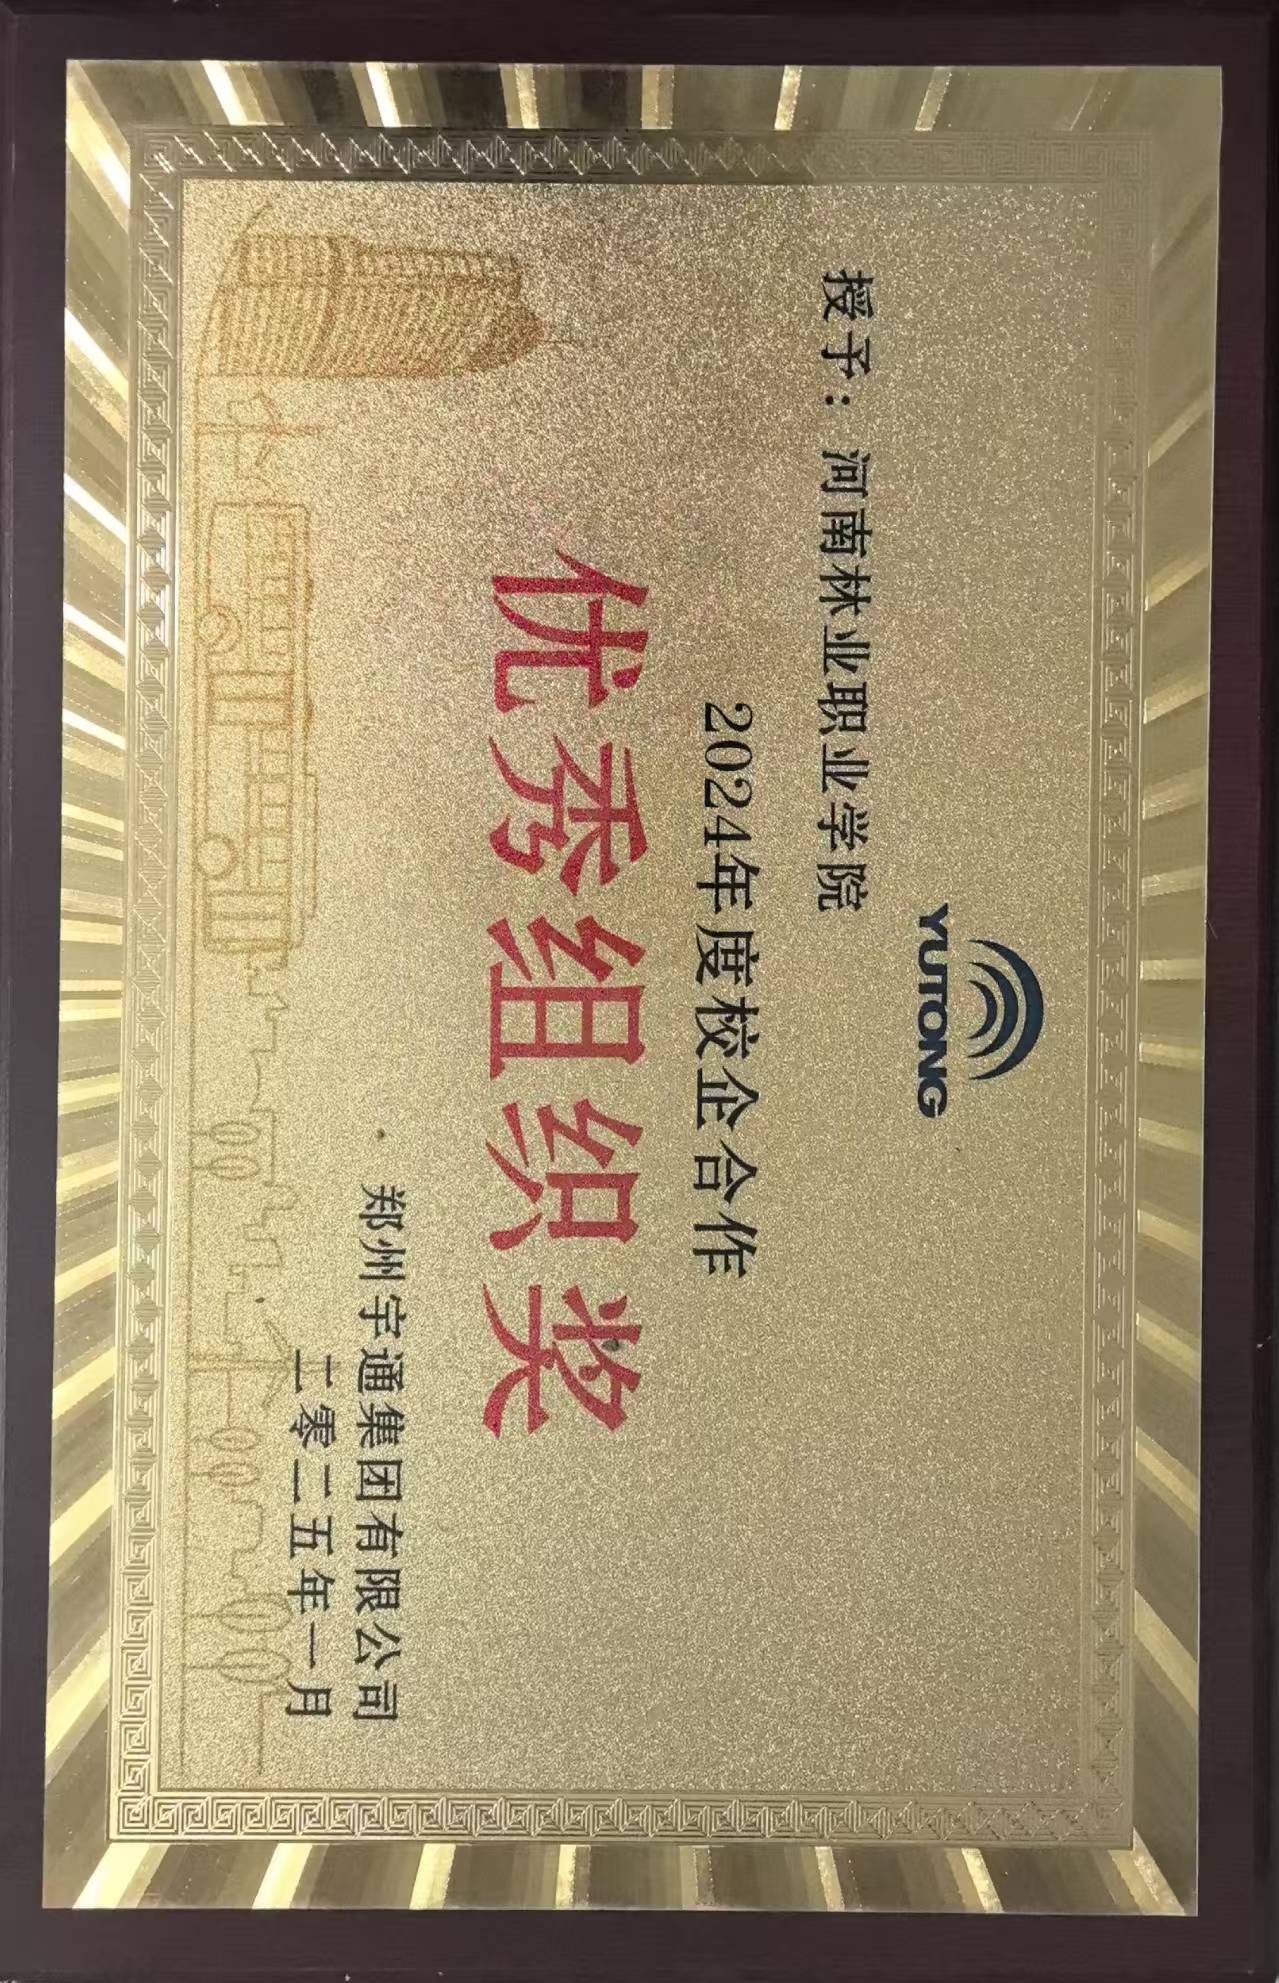 YUTONG
授予：河南林业职业学院
2024年度校企合作
优秀组织奖
郑州宇通集团有限公司
二零二五年一月